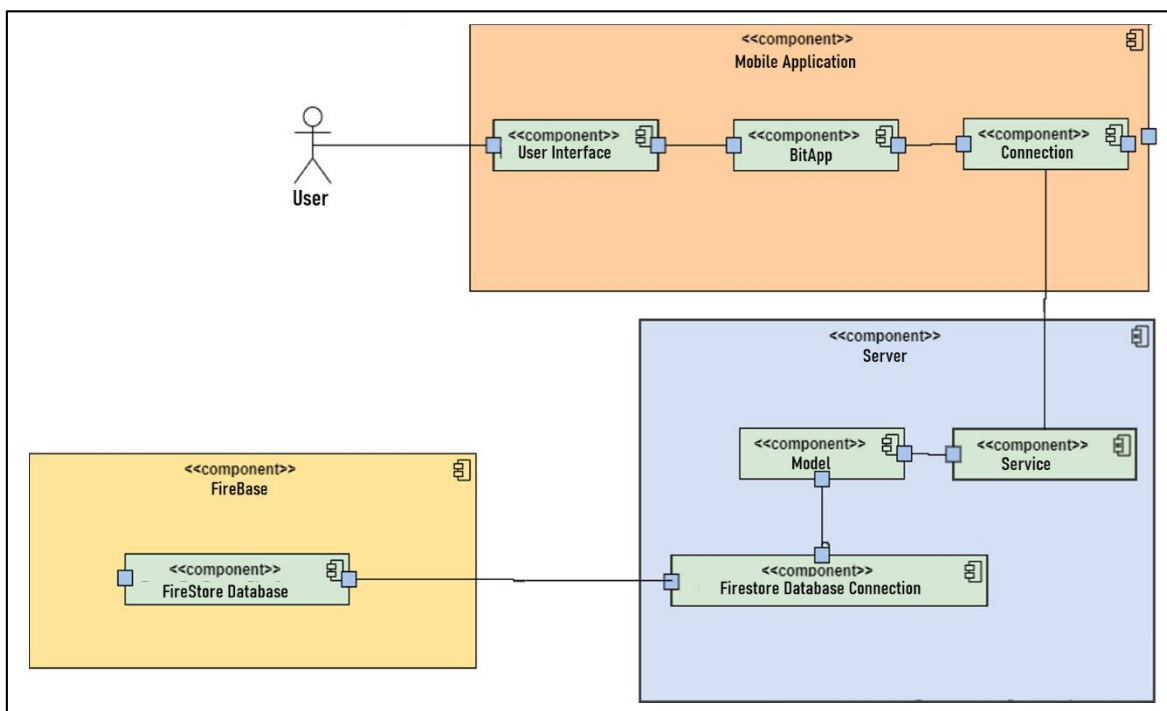 <<component>>
Mobile Application
<<component>>
User Interface
<<component>>
BitApp
<<component>>
Connection
User
<<component>>
Server
<<component>>
Model
<<component>>
Service
<<component>>
FireBase
<<component>>
FireStore Database
<<component>>
Firestore Database Connection